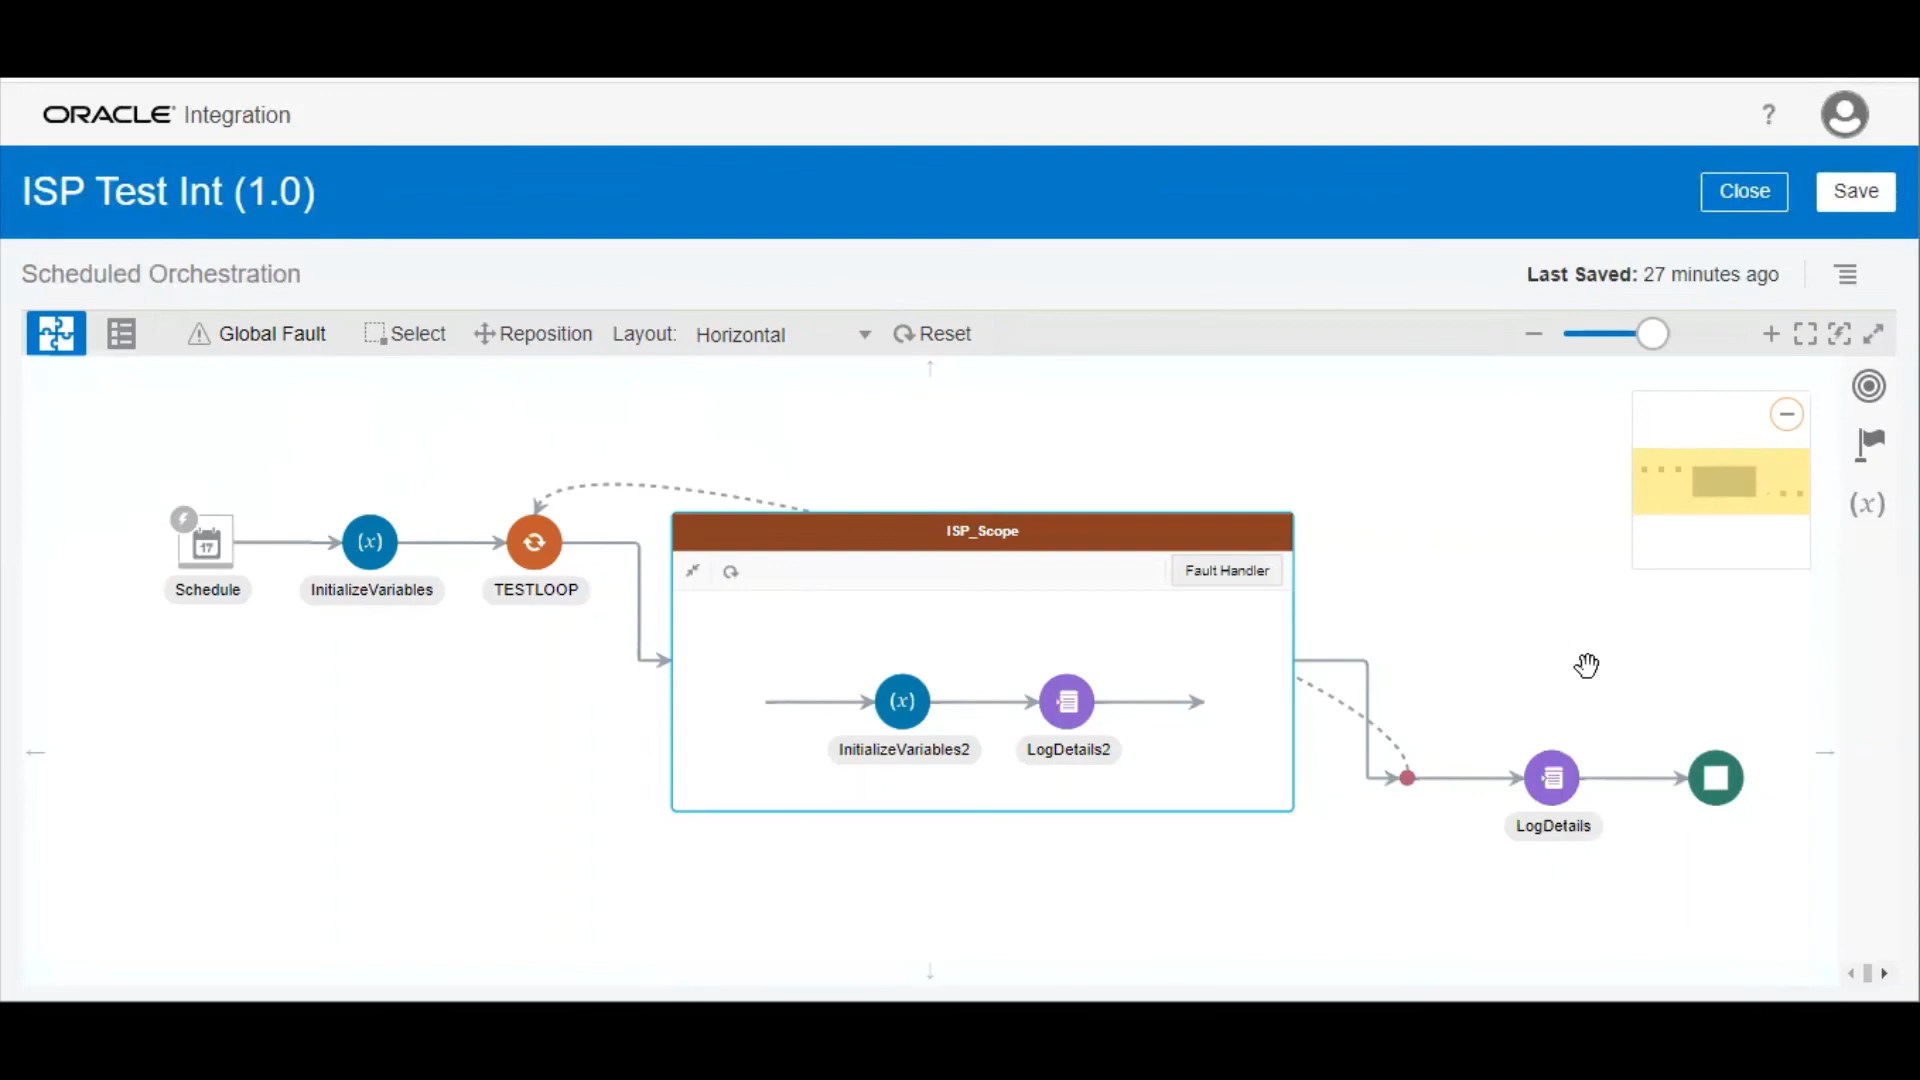 ORACLE Integration
?
ISP Test Int (1.0)
Close
Save
Scheduled Orchestration
Last Saved: 27 minutes ago
Global Fault
Select
Reposition
Layout: Horizontal
Reset
(x)
ISP_Scope
Fault Handler
17
(x)
Schedule
InitializeVariables
TESTLOOP
(x)
InitializeVariables2
LogDetails2
LogDetails